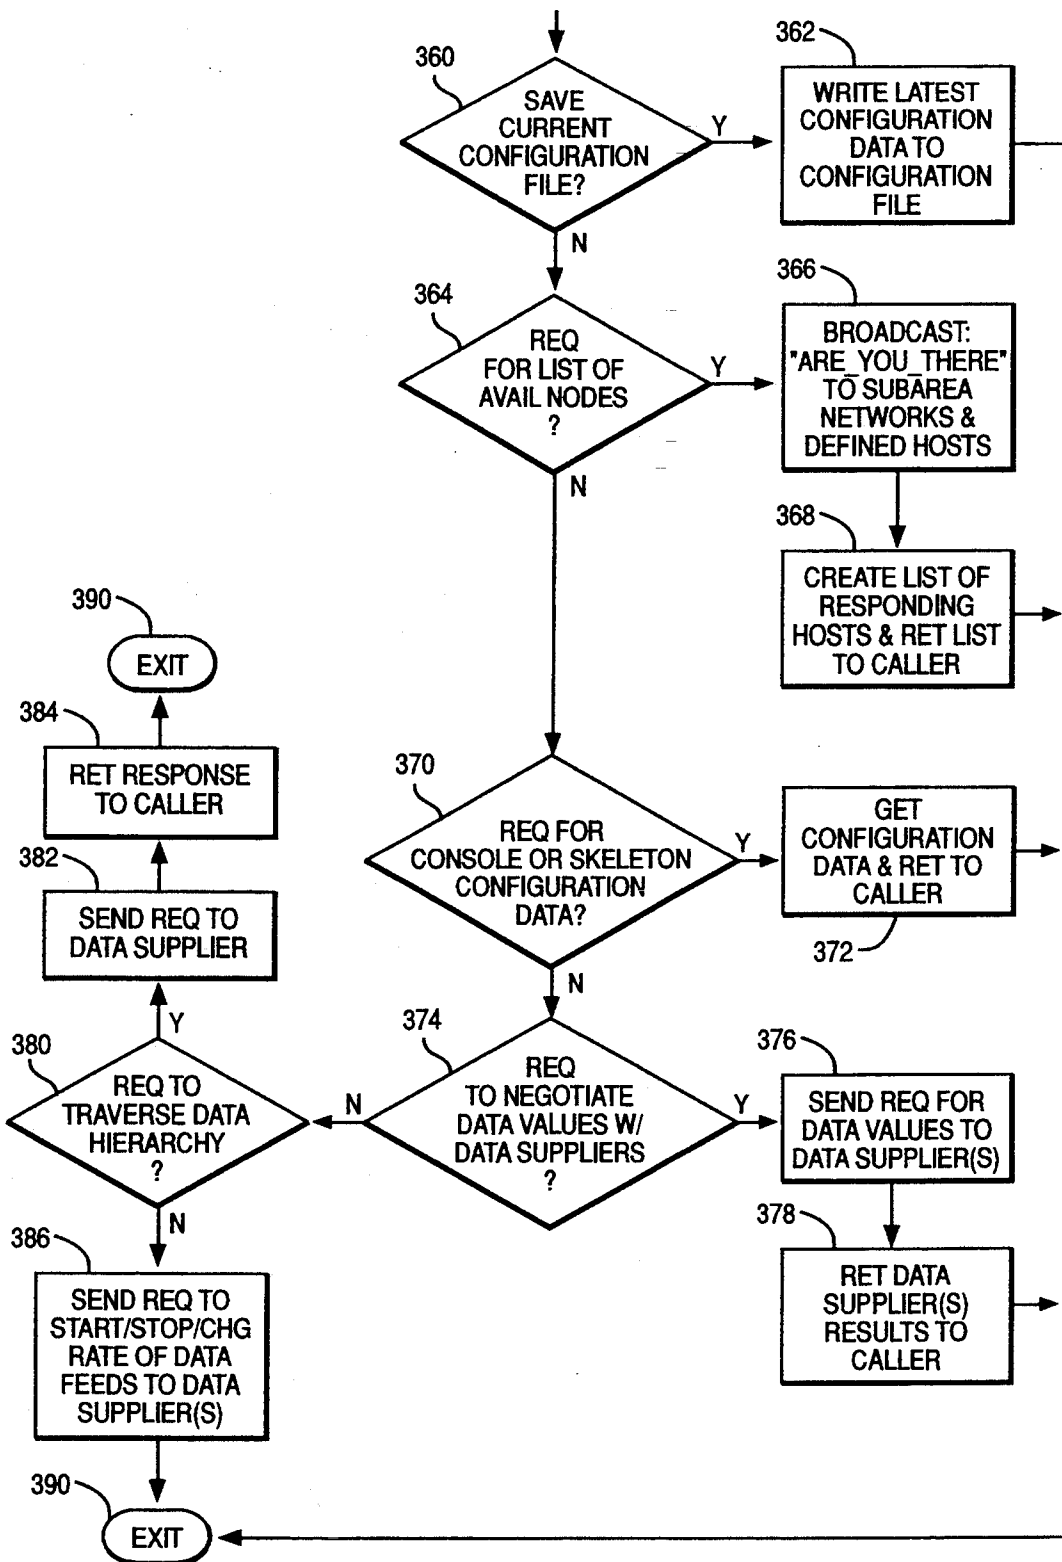 360
SAVE
CURRENT
CONFIGURATION
FILE?
Y
N
362
WRITE LATEST
CONFIGURATION
DATA TO
CONFIGURATION
FILE
364
REQ
FOR LIST OF
AVAIL NODES
?
Y
N
366
BROADCAST:
"ARE_YOU_THERE"
TO SUBAREA
NETWORKS &
DEFINED HOSTS
368
CREATE LIST OF
RESPONDING
HOSTS & RET LIST
TO CALLER
390
EXIT
384
RET RESPONSE
TO CALLER
382
SEND REQ TO
DATA SUPPLIER
Y
370
REQ FOR
CONSOLE OR SKELETON
CONFIGURATION
DATA?
Y
N
GET
CONFIGURATION
DATA & RET TO
CALLER
372
380
REQ TO
TRAVERSE DATA
HIERARCHY
?
N
374
REQ
TO NEGOTIATE
DATA VALUES W/
DATA SUPPLIERS
?
N
Y
376
SEND REQ FOR
DATA VALUES TO
DATA SUPPLIER(S)
378
RET DATA
SUPPLIER(S)
RESULTS TO
CALLER
386
SEND REQ TO
START/STOP/CHG
RATE OF DATA
FEEDS TO DATA
SUPPLIER(S)
390
EXIT